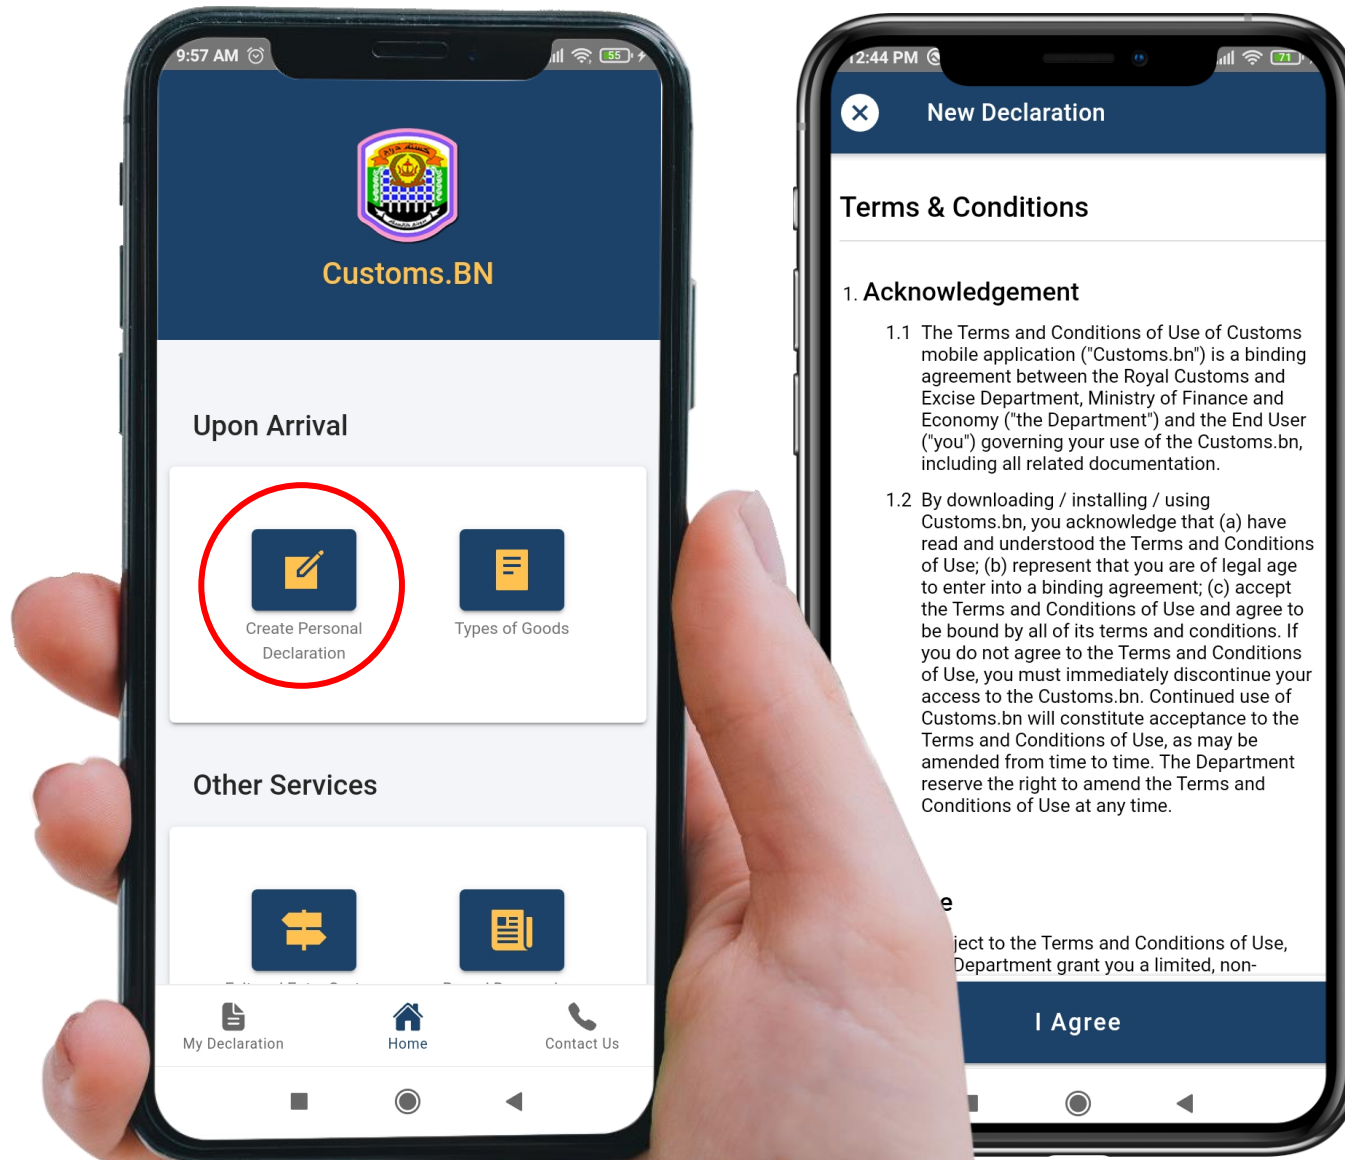 9:57 AM
55
Customs.BN
Upon Arrival
Create Personal
Declaration
Types of Goods
Other Services
My Declaration
Home
Contact Us
12:44 PM
71
New Declaration
Terms & Conditions
1. Acknowledgement
1.1 The Terms and Conditions of Use of Customs
mobile application ("Customs.bn") is a binding
agreement between the Royal Customs and
Excise Department, Ministry of Finance and
Economy ("the Department") and the End User
("you") governing your use of the Customs.bn,
including all related documentation.
1.2 By downloading / installing / using
Customs.bn, you acknowledge that (a) have
read and understood the Terms and Conditions
of Use; (b) represent that you are of legal age
to enter into a binding agreement; (c) accept
the Terms and Conditions of Use and agree to
be bound by all of its terms and conditions. If
you do not agree to the Terms and Conditions
of Use, you must immediately discontinue your
access to the Customs.bn. Continued use of
Customs.bn will constitute acceptance to the
Terms and Conditions of Use, as may be
amended from time to time. The Department
reserve the right to amend the Terms and
Conditions of Use at any time.
e
ject to the Terms and Conditions of Use,
Department grant you a limited, non-
I Agree